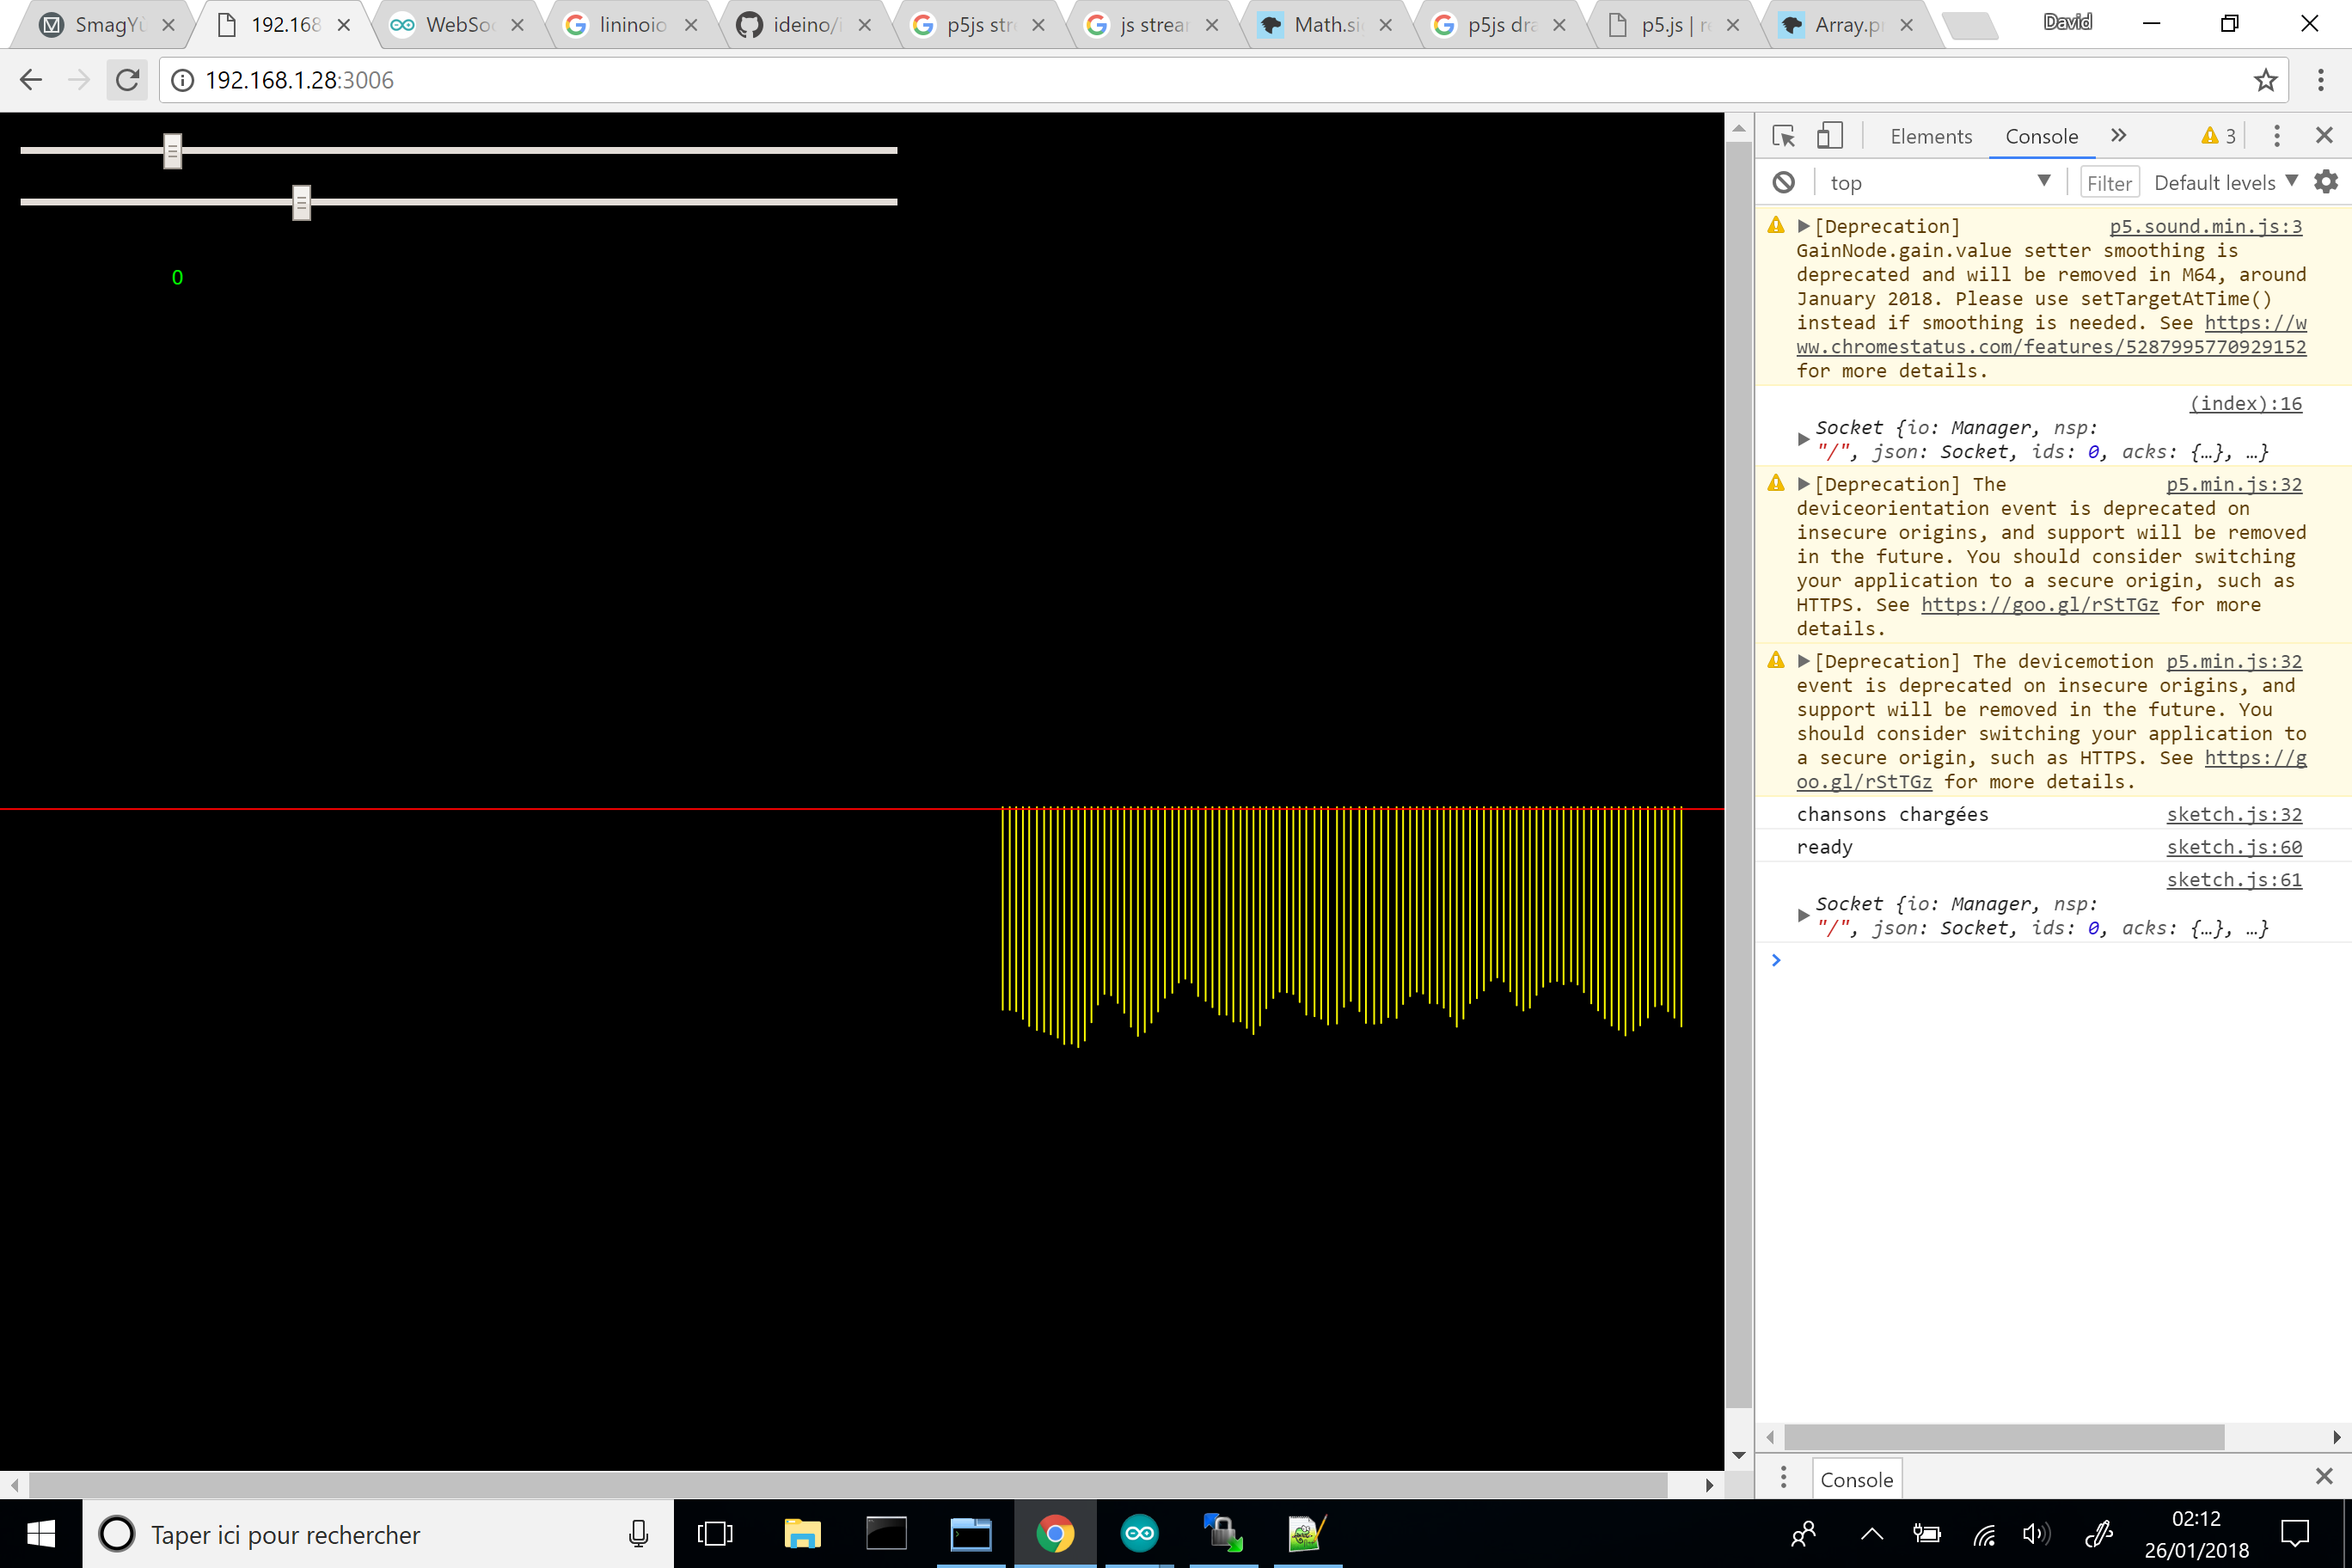 SmagYù
192.168
WebSoc
lininoio
ideino/i
p5js str
js strear
Math.si
p5js dra
p5.js | r
Array.p
David
192.168.1.28:3006
0
Elements Console 3
top Filter Default levels
[Deprecation] p5.sound.min.js:3
GainNode.gain.value setter smoothing is
deprecated and will be removed in M64, around
January 2018. Please use setTargetAtTime()
instead if smoothing is needed. See https://w
ww.chromestatus.com/features/5287995770929152
for more details.
(index):16
Socket {io: Manager, nsp:
"/", json: Socket, ids: 0, acks: {…}, …}
[Deprecation] The p5.min.js:32
deviceorientation event is deprecated on
insecure origins, and support will be removed
in the future. You should consider switching
your application to a secure origin, such as
HTTPS. See https://goo.gl/rStTGz for more
details.
[Deprecation] The devicemotion p5.min.js:32
event is deprecated on insecure origins, and
support will be removed in the future. You
should consider switching your application to
a secure origin, such as HTTPS. See https://g
oo.gl/rStTGz for more details.
chansons chargées sketch.js:32
ready sketch.js:60
sketch.js:61
Socket {io: Manager, nsp:
"/", json: Socket, ids: 0, acks: {…}, …}
Console
Taper ici pour rechercher
02:12
26/01/2018